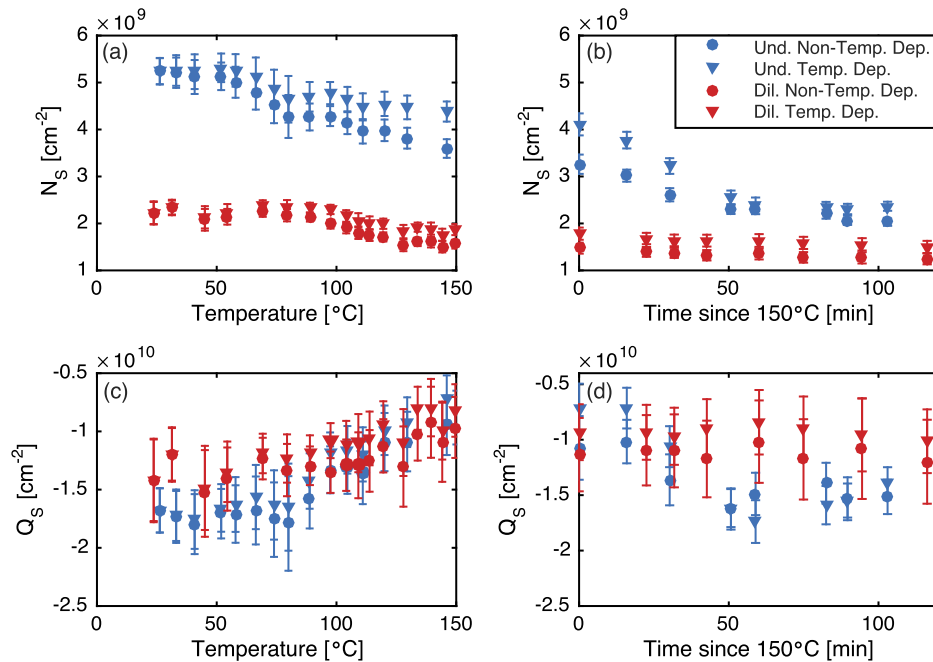 × 10⁹
(a)
6
5
4
3
2
1
N_S [cm⁻²]
0
50
100
150
Temperature [°C]
× 10⁹
(b)
6
5
4
3
2
1
N_S [cm⁻²]
Und. Non-Temp. Dep.
Und. Temp. Dep.
Dil. Non-Temp. Dep.
Dil. Temp. Dep.
0
50
100
Time since 150°C [min]
× 10¹⁰
(c)
-0.5
-1
-1.5
-2
-2.5
Q_S [cm⁻²]
0
50
100
150
Temperature [°C]
× 10¹⁰
(d)
-0.5
-1
-1.5
-2
-2.5
Q_S [cm⁻²]
0
50
100
Time since 150°C [min]